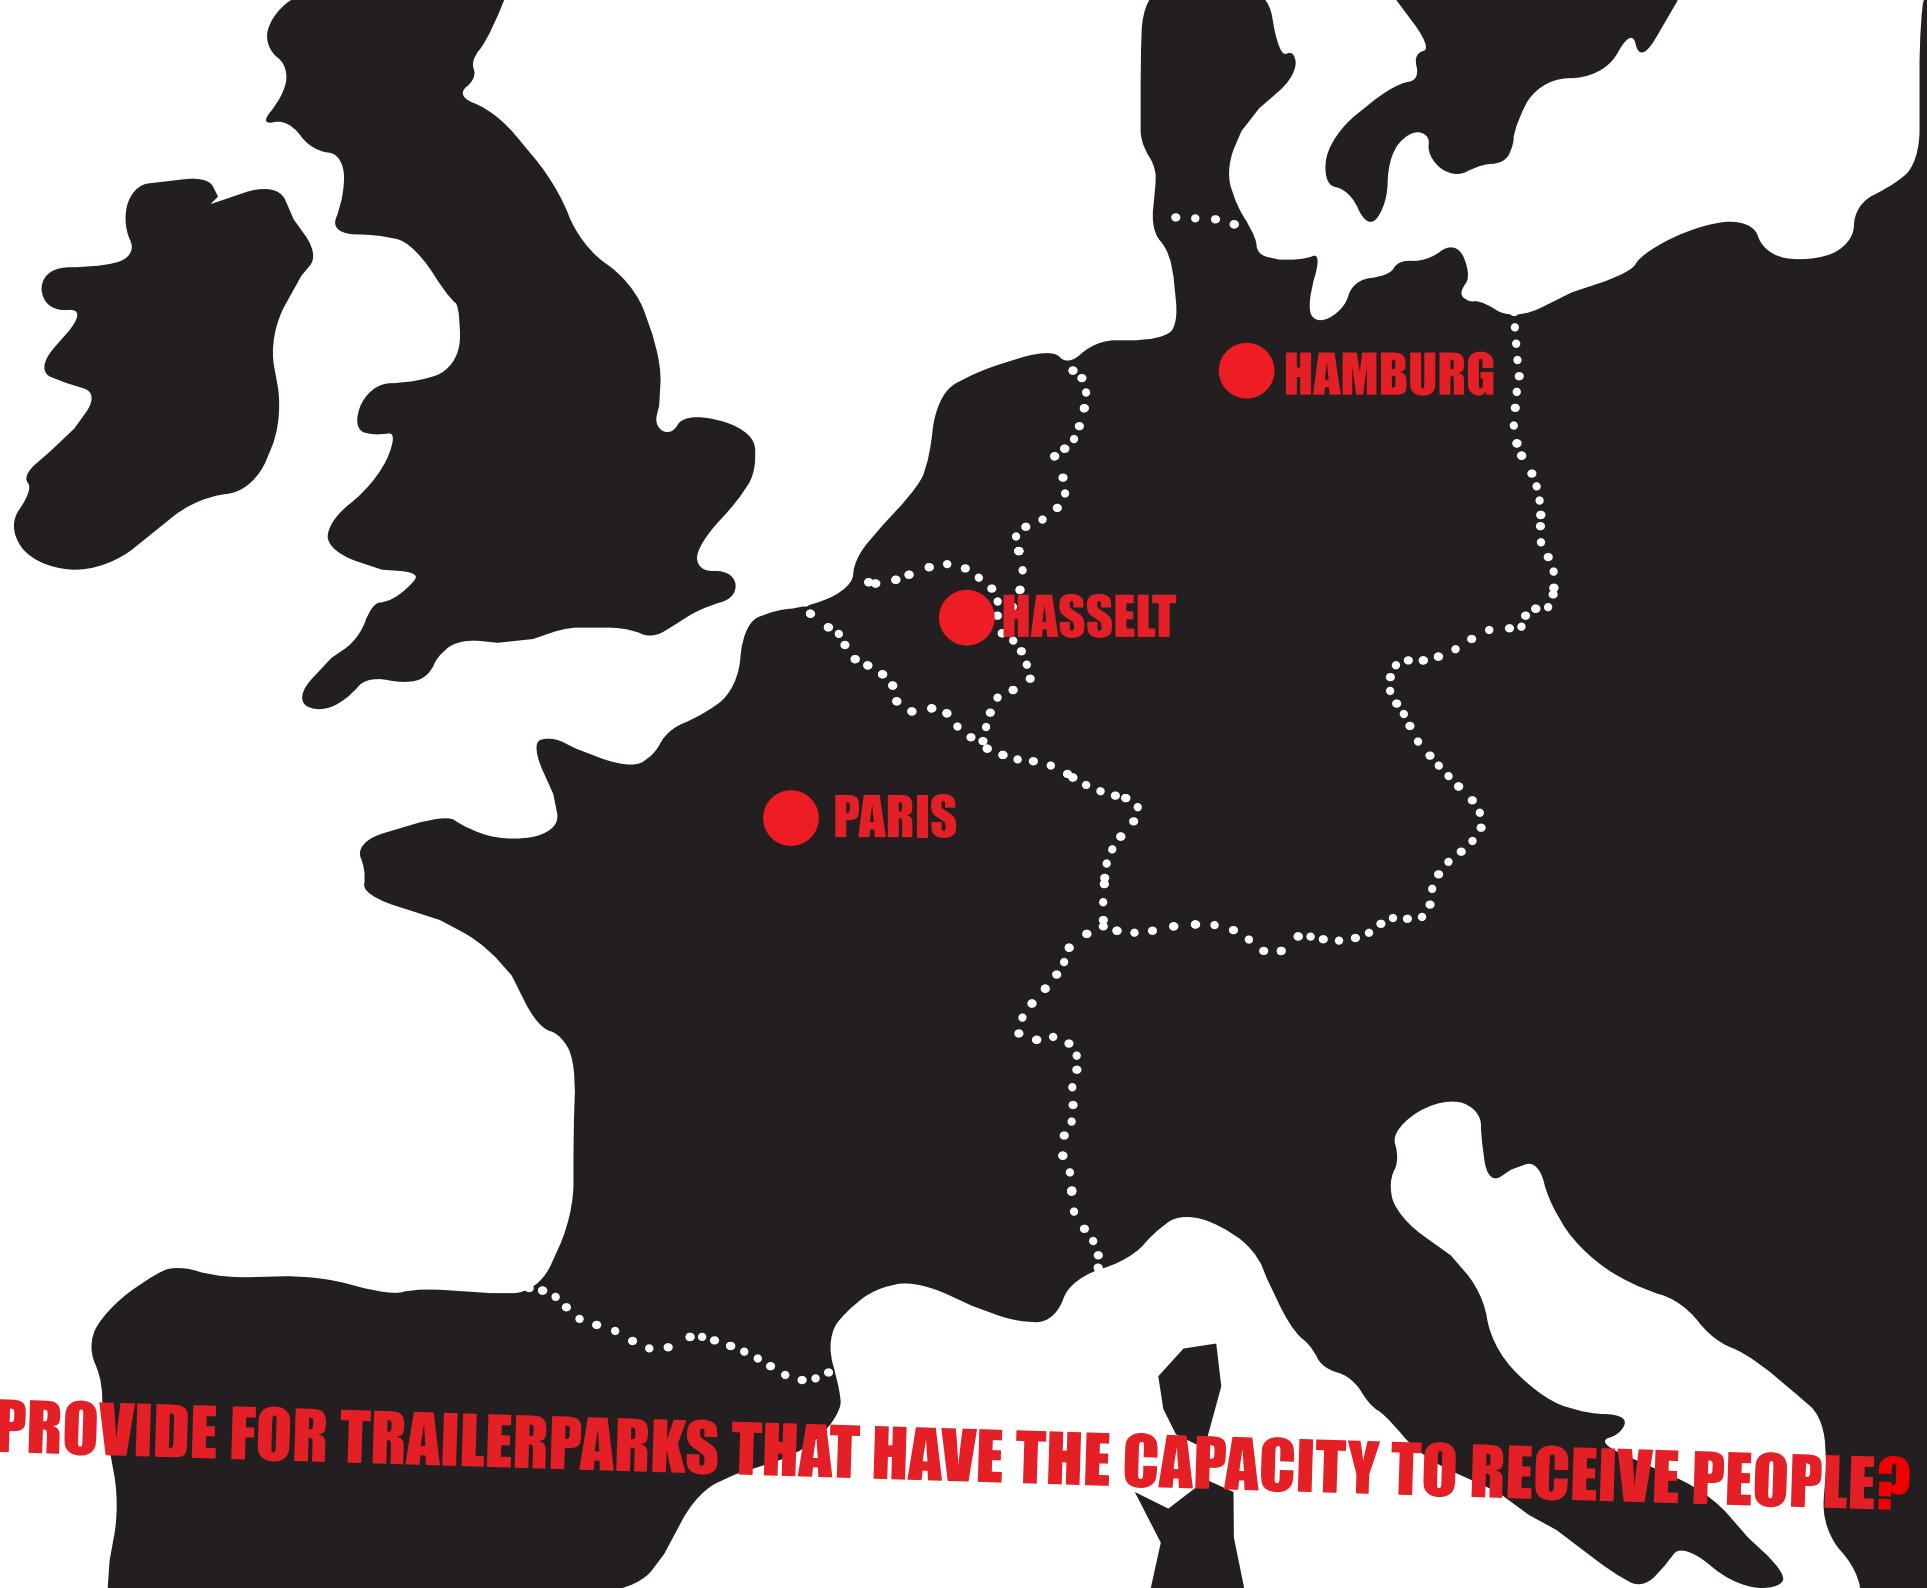 HAMBURG
HASSELT
PARIS
PROVIDE FOR TRAILERPARKS THAT HAVE THE CAPACITY TO RECEIVE PEOPLE?